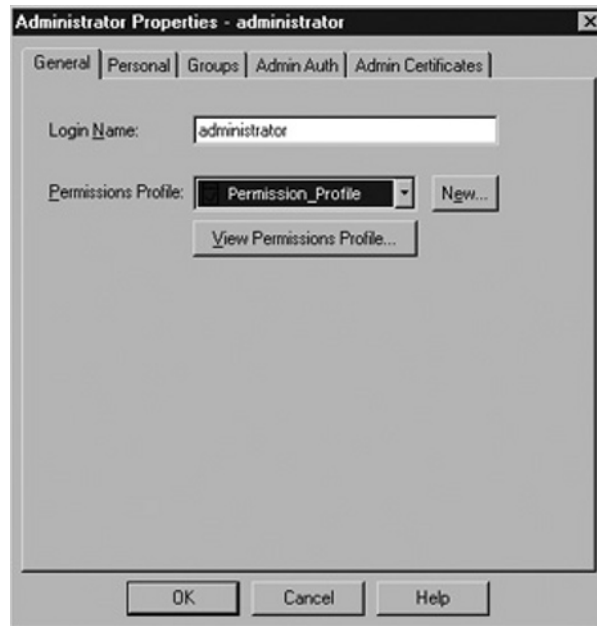 Administrator Properties - administrator
General Personal Groups Admin Auth Admin Certificates
Login Name: administrator
Permissions Profile: Permission_Profile New...
View Permissions Profile...
OK Cancel Help